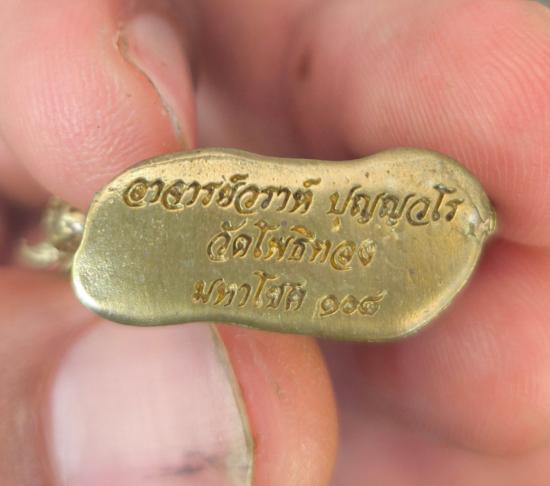 อาจารย์วราห์ ปุญญวโร
วัดโพธิทอง
มหาโชค ๑๐๘